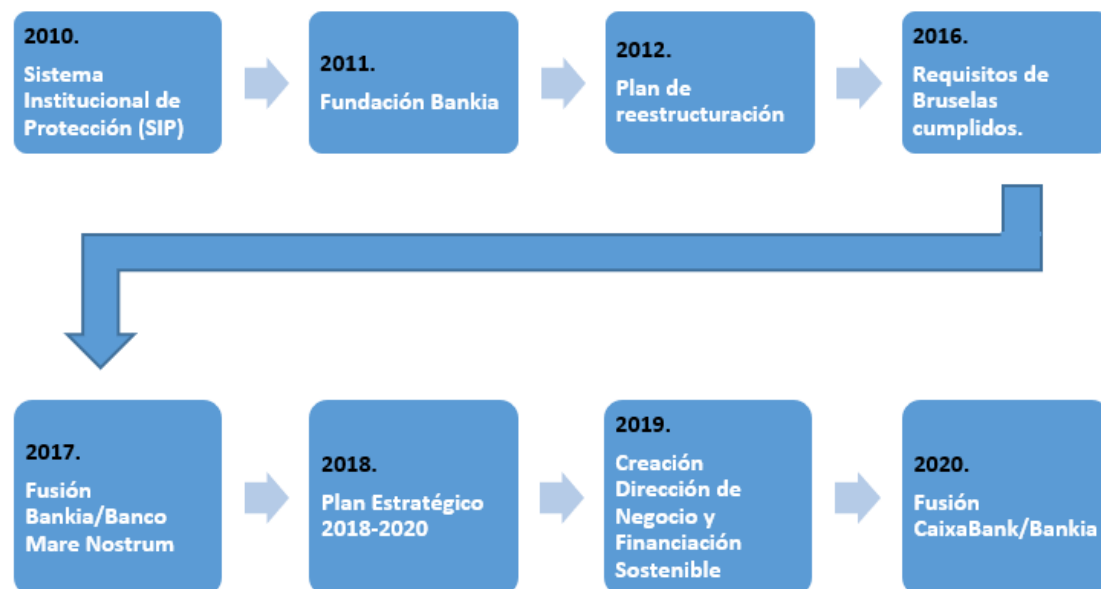 2010.
Sistema
Institucional de
Protección (SIP)
2011.
Fundación Bankia
2012.
Plan de
reestructuración
2016.
Requisitos de
Bruselas
cumplidos.
2017.
Fusión
Bankia/Banco
Mare Nostrum
2018.
Plan Estratégico
2018-2020
2019.
Creación
Dirección de
Negocio y
Financiación
Sostenible
2020.
Fusión
CaixaBank/Bankia